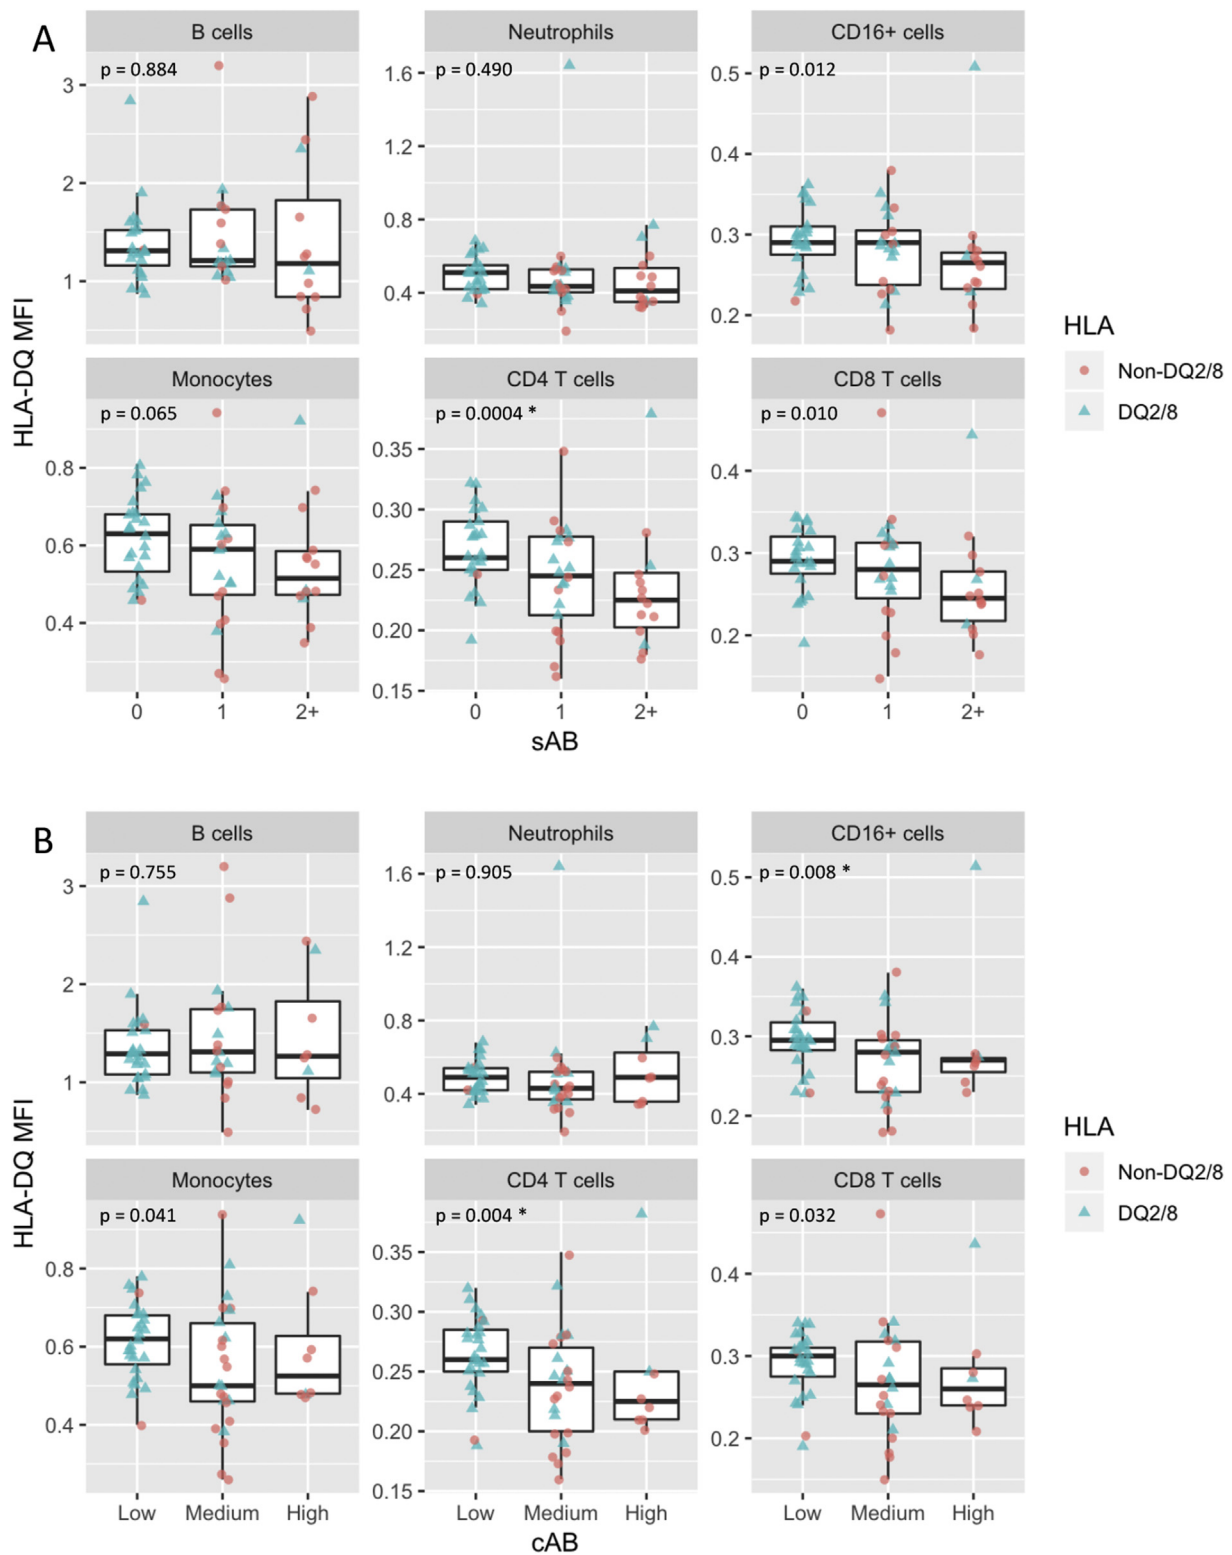 A
B cells
Neutrophils
CD16+ cells
p = 0.884
p = 0.490
p = 0.012
3
2
1
1.6
1.2
0.8
0.4
0.5
0.4
0.3
0.2
HLA-DQ MFI
Monocytes
CD4 T cells
CD8 T cells
p = 0.065
p = 0.0004 *
p = 0.010
0.8
0.6
0.4
0.35
0.30
0.25
0.20
0.15
0.4
0.3
0.2
0
1
2+
0
1
2+
0
1
2+
sAB
HLA
Non-DQ2/8
DQ2/8
B
B cells
Neutrophils
CD16+ cells
p = 0.755
p = 0.905
p = 0.008 *
3
2
1
1.6
1.2
0.8
0.4
0.5
0.4
0.3
0.2
HLA-DQ MFI
Monocytes
CD4 T cells
CD8 T cells
p = 0.041
p = 0.004 *
p = 0.032
0.8
0.6
0.4
0.35
0.30
0.25
0.20
0.15
0.4
0.3
0.2
Low
Medium
High
Low
Medium
High
Low
Medium
High
cAB
HLA
Non-DQ2/8
DQ2/8